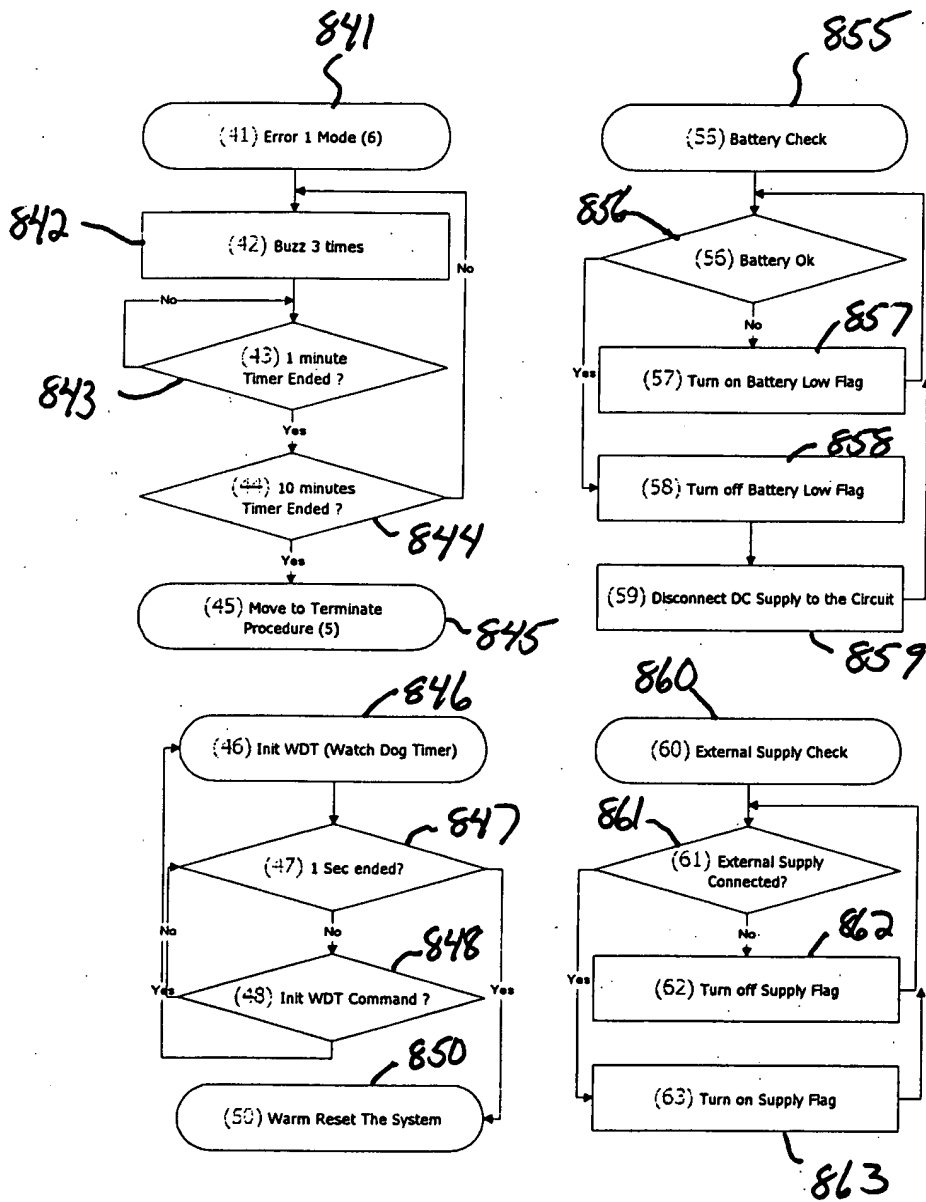 841
(41) Error 1 Mode (6)
842
(42) Buzz 3 times
No
No
(43) 1 minute
Timer Ended ?
843
Yes
(44) 10 minutes
Timer Ended ?
844
Yes
(45) Move to Terminate
Procedure (5)
845
855
(55) Battery Check
856
(56) Battery Ok
No
857
Yes
(57) Turn on Battery Low Flag
858
(58) Turn off Battery Low Flag
(59) Disconnect DC Supply to the Circuit
859
846
(46) Init WDT (Watch Dog Timer)
847
(47) 1 Sec ended?
No
No
848
Yes
(48) Init WDT Command ?
Yes
850
(50) Warm Reset The System
860
(60) External Supply Check
861
(61) External Supply
Connected?
No
862
Yes
(62) Turn off Supply Flag
(63) Turn on Supply Flag
863